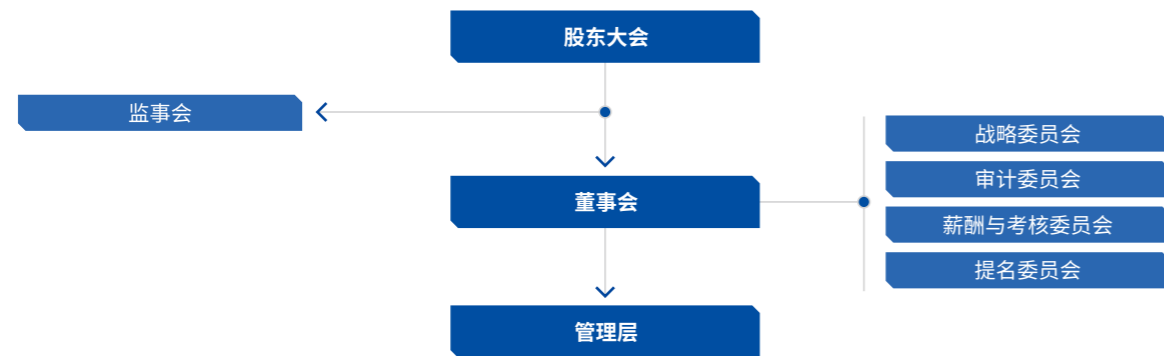 股东大会
监事会
董事会
战略委员会
审计委员会
薪酬与考核委员会
提名委员会
管理层